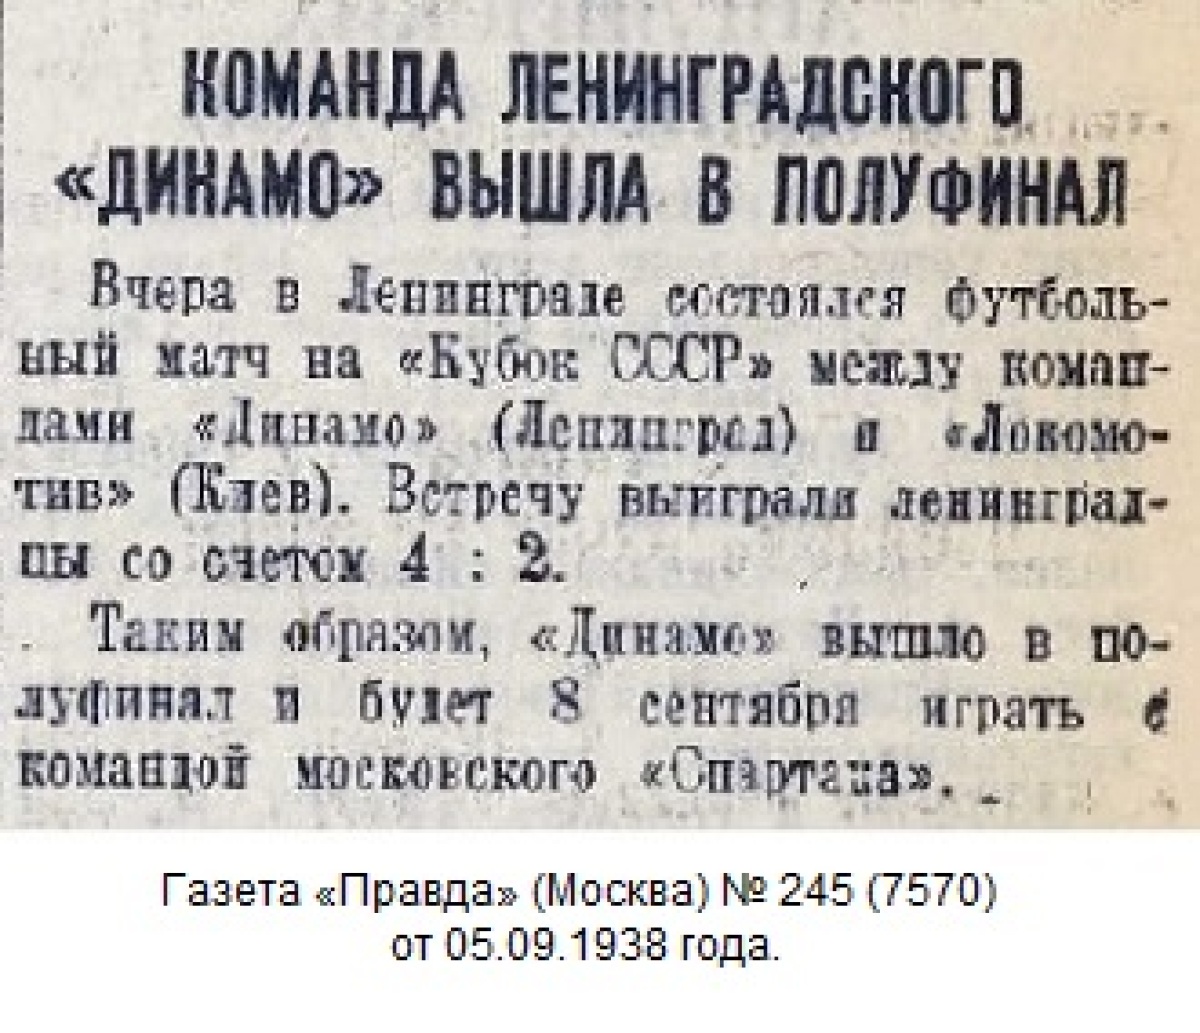 КОМАНДА ЛЕНИНГРАДСКОГО
«ДИНАМО» ВЫШЛА В ПОЛУФИНАЛ
Вчера в Ленинграде состоялся футболь-
ный матч на «Кубок СССР» между коман-
дами «Динамо» (Ленинград) и «Локомо-
тив» (Киев). Встречу выиграли ленинград-
цы со счетом 4 : 2.
Таким образом, «Динамо» вышло в по-
луфинал и будет 8 сентября играть с
командой московского «Спартака».
Газета «Правда» (Москва) № 245 (7570)
от 05.09.1938 года.